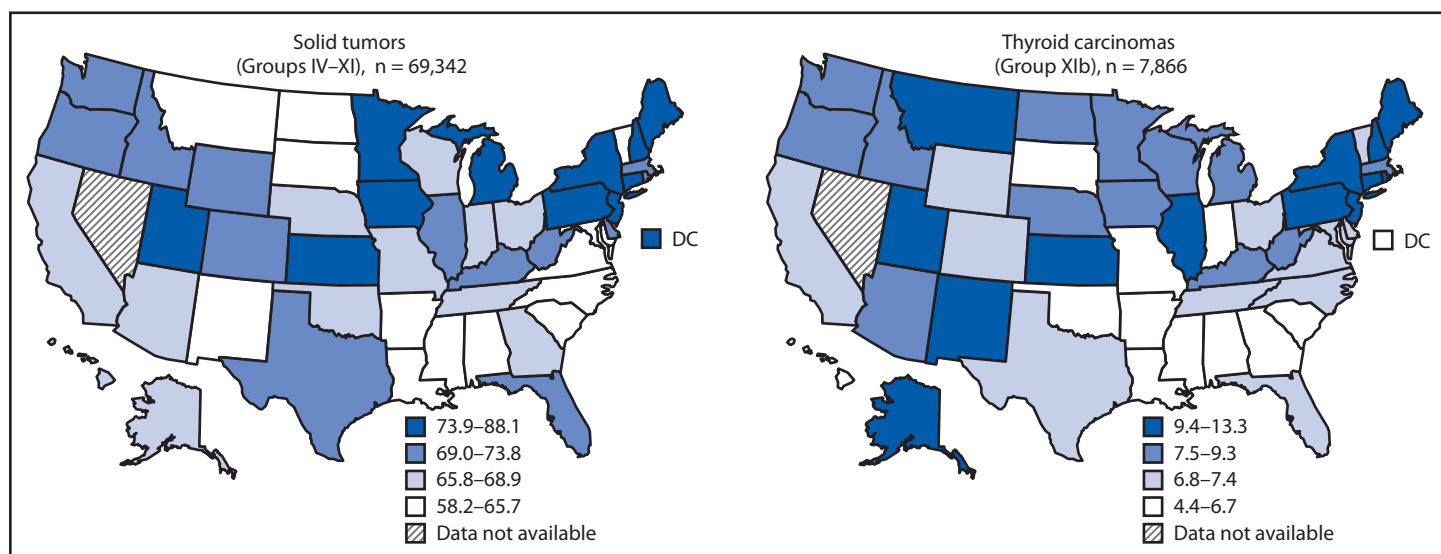 Solid tumors
(Groups IV–XI), n = 69,342
DC
73.9–88.1
69.0–73.8
65.8–68.9
58.2–65.7
Data not available
Thyroid carcinomas
(Group XIb), n = 7,866
DC
9.4–13.3
7.5–9.3
6.8–7.4
4.4–6.7
Data not available